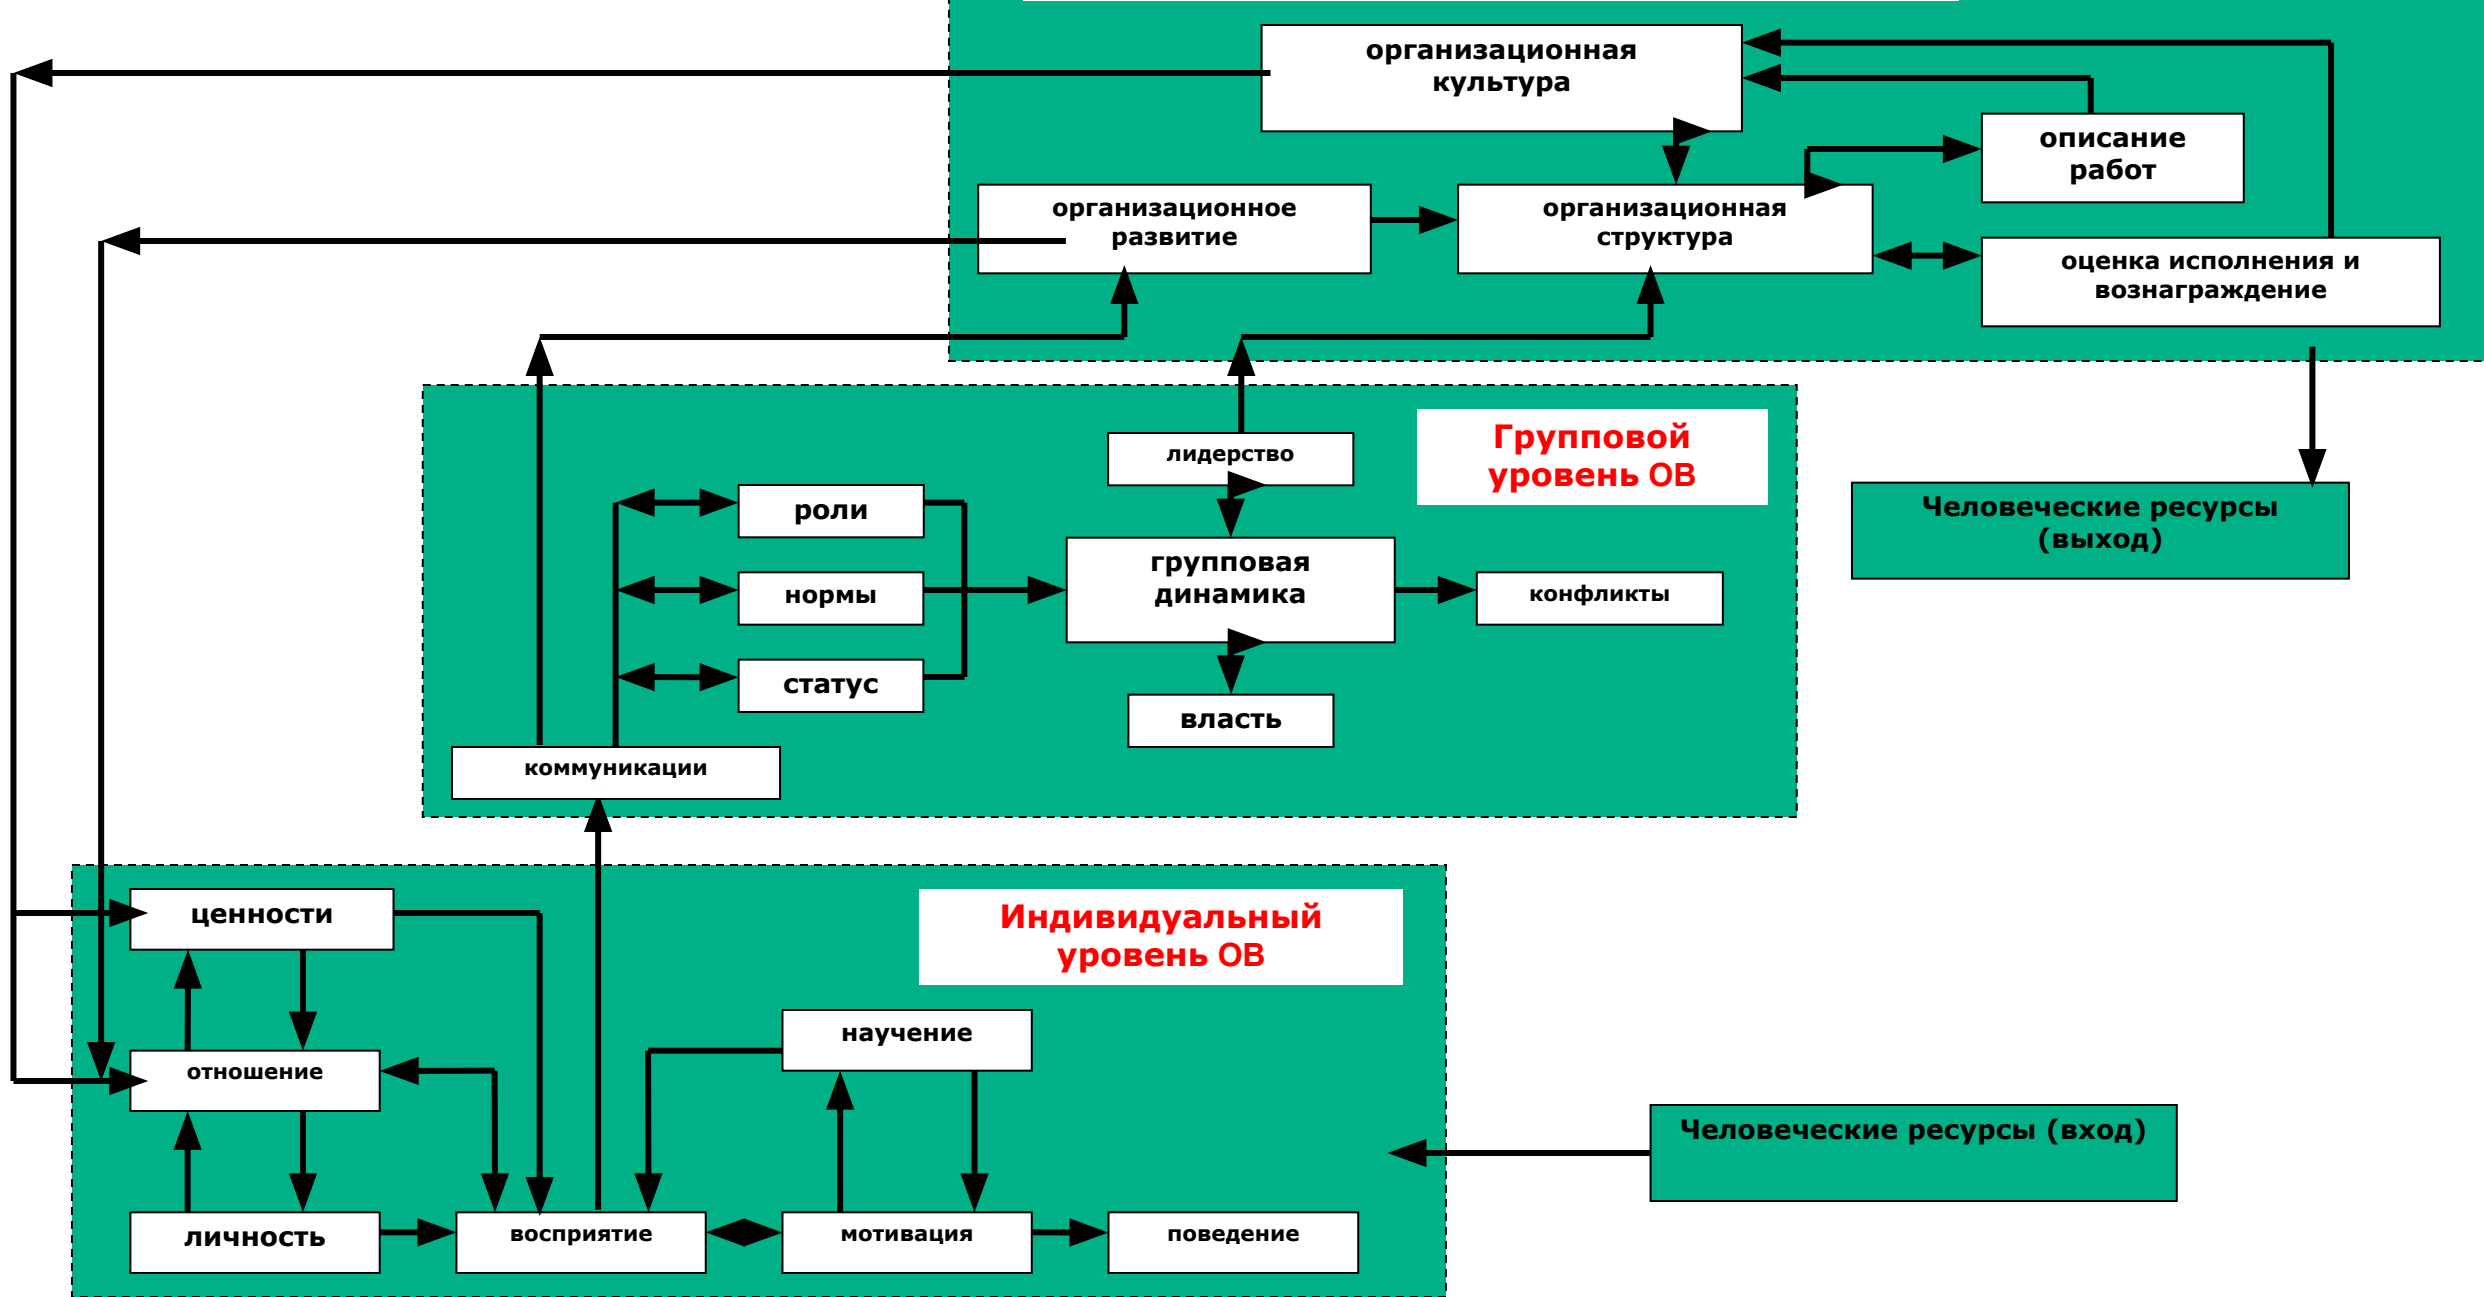 организационная
культура
описание
работ
организационное
развитие
организационная
структура
оценка исполнения и
вознаграждение
Групповой
уровень ОВ
лидерство
роли
Человеческие ресурсы
(выход)
групповая
динамика
нормы
конфликты
статус
власть
коммуникации
ценности
Индивидуальный
уровень ОВ
научение
отношение
Человеческие ресурсы (вход)
личность
восприятие
мотивация
поведение